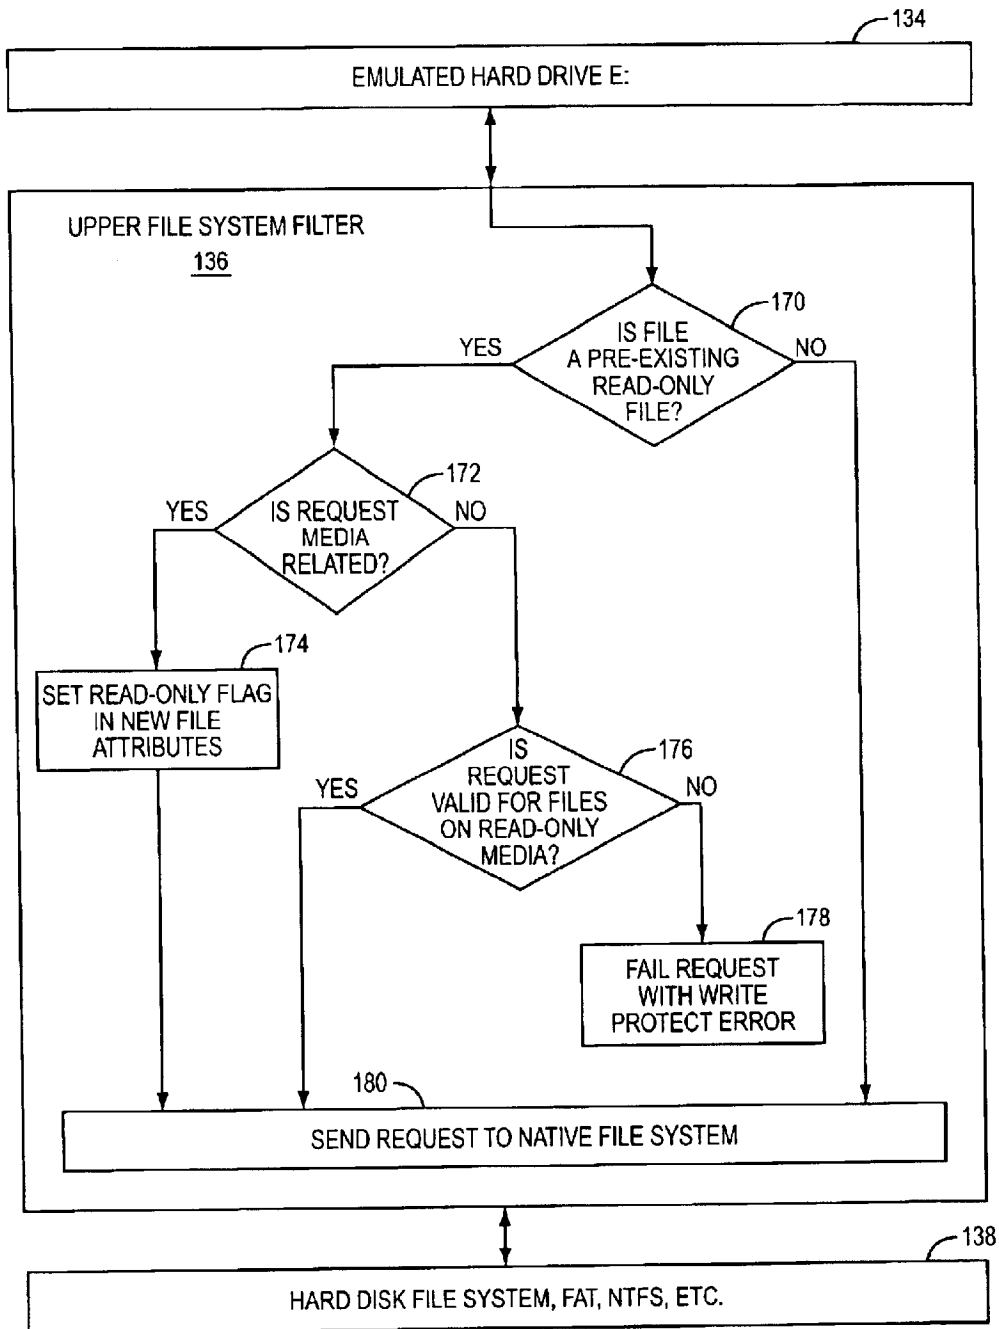 134
EMULATED HARD DRIVE E:
UPPER FILE SYSTEM FILTER
136
170
IS FILE
A PRE-EXISTING
READ-ONLY
FILE?
YES
NO
172
IS REQUEST
MEDIA
RELATED?
YES
NO
174
SET READ-ONLY FLAG
IN NEW FILE
ATTRIBUTES
176
IS
REQUEST
VALID FOR FILES
ON READ-ONLY
MEDIA?
YES
NO
178
FAIL REQUEST
WITH WRITE
PROTECT ERROR
180
SEND REQUEST TO NATIVE FILE SYSTEM
138
HARD DISK FILE SYSTEM, FAT, NTFS, ETC.